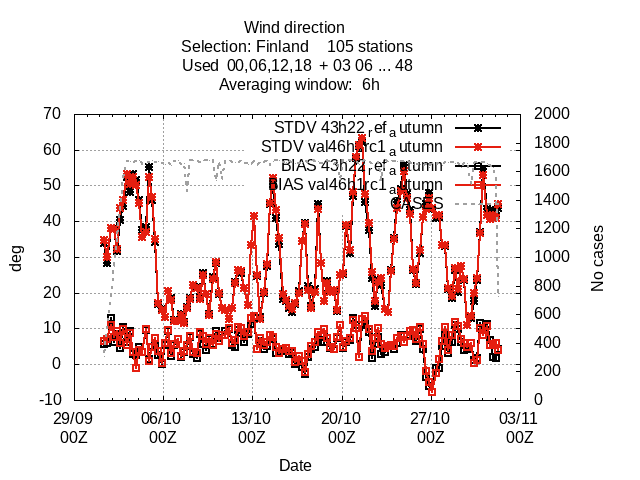 Wind direction
Selection: Finland 105 stations
Used 00,06,12,18 + 03 06 ... 48
Averaging window: 6h
70
60
50
40
30
20
10
0
-10
deg
2000
1800
1600
1400
1200
1000
800
600
400
200
0
No cases
STDV 43h22_ref_autumn
STDV val46h1rc1_autumn
BIAS 43h22_ref_autumn
BIAS val46h1rc1_autumn
CASES
29/09 06/10 13/10 20/10 27/10 03/11
00Z 00Z 00Z 00Z 00Z 00Z
Date